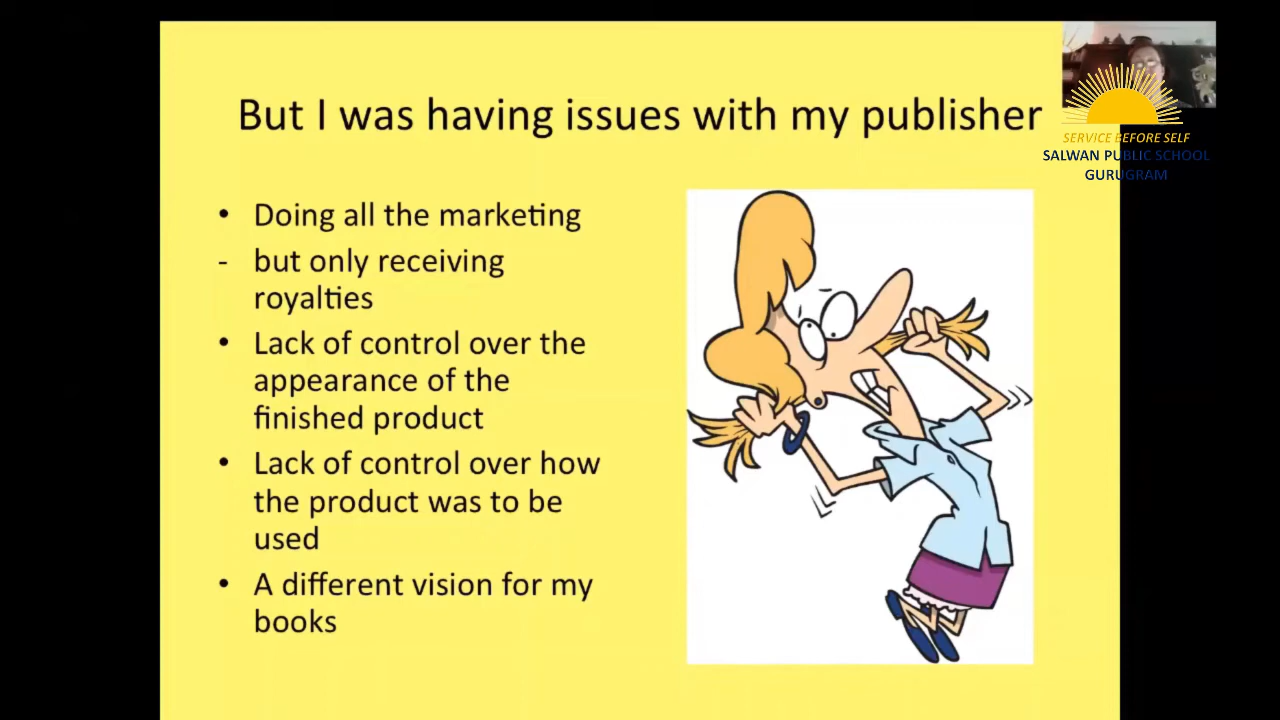 But I was having issues with my publisher
SERVICE BEFORE SELF
SALWAN PUBLIC SCHOOL
GURUGRAM
• Doing all the marketing
- but only receiving
royalties
• Lack of control over the
appearance of the
finished product
• Lack of control over how
the product was to be
used
• A different vision for my
books